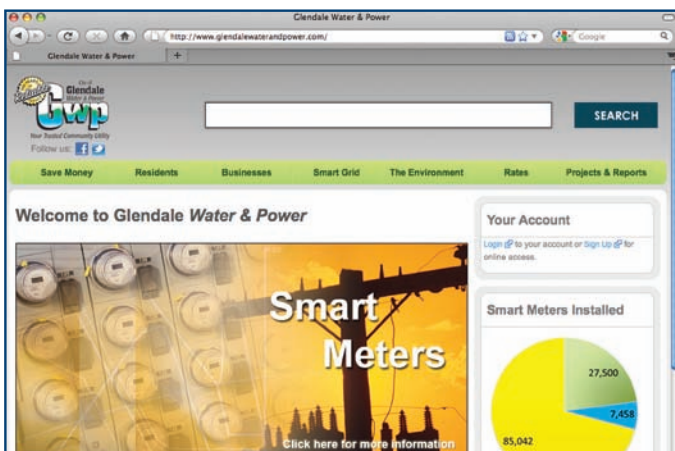 Glendale Water & Power
http://www.glendalewaterandpower.com/
Google
Glendale Water & Power
+
City of
Glendale
Water & Power
GWP
Your Trusted Community Utility
Follow us:
SEARCH
Save Money Residents Businesses Smart Grid The Environment Rates Projects & Reports
Welcome to Glendale Water & Power
Smart
Meters
Click here for more information
Your Account
Login to your account or Sign Up for
online access.
Smart Meters Installed
27,500
7,458
85,042